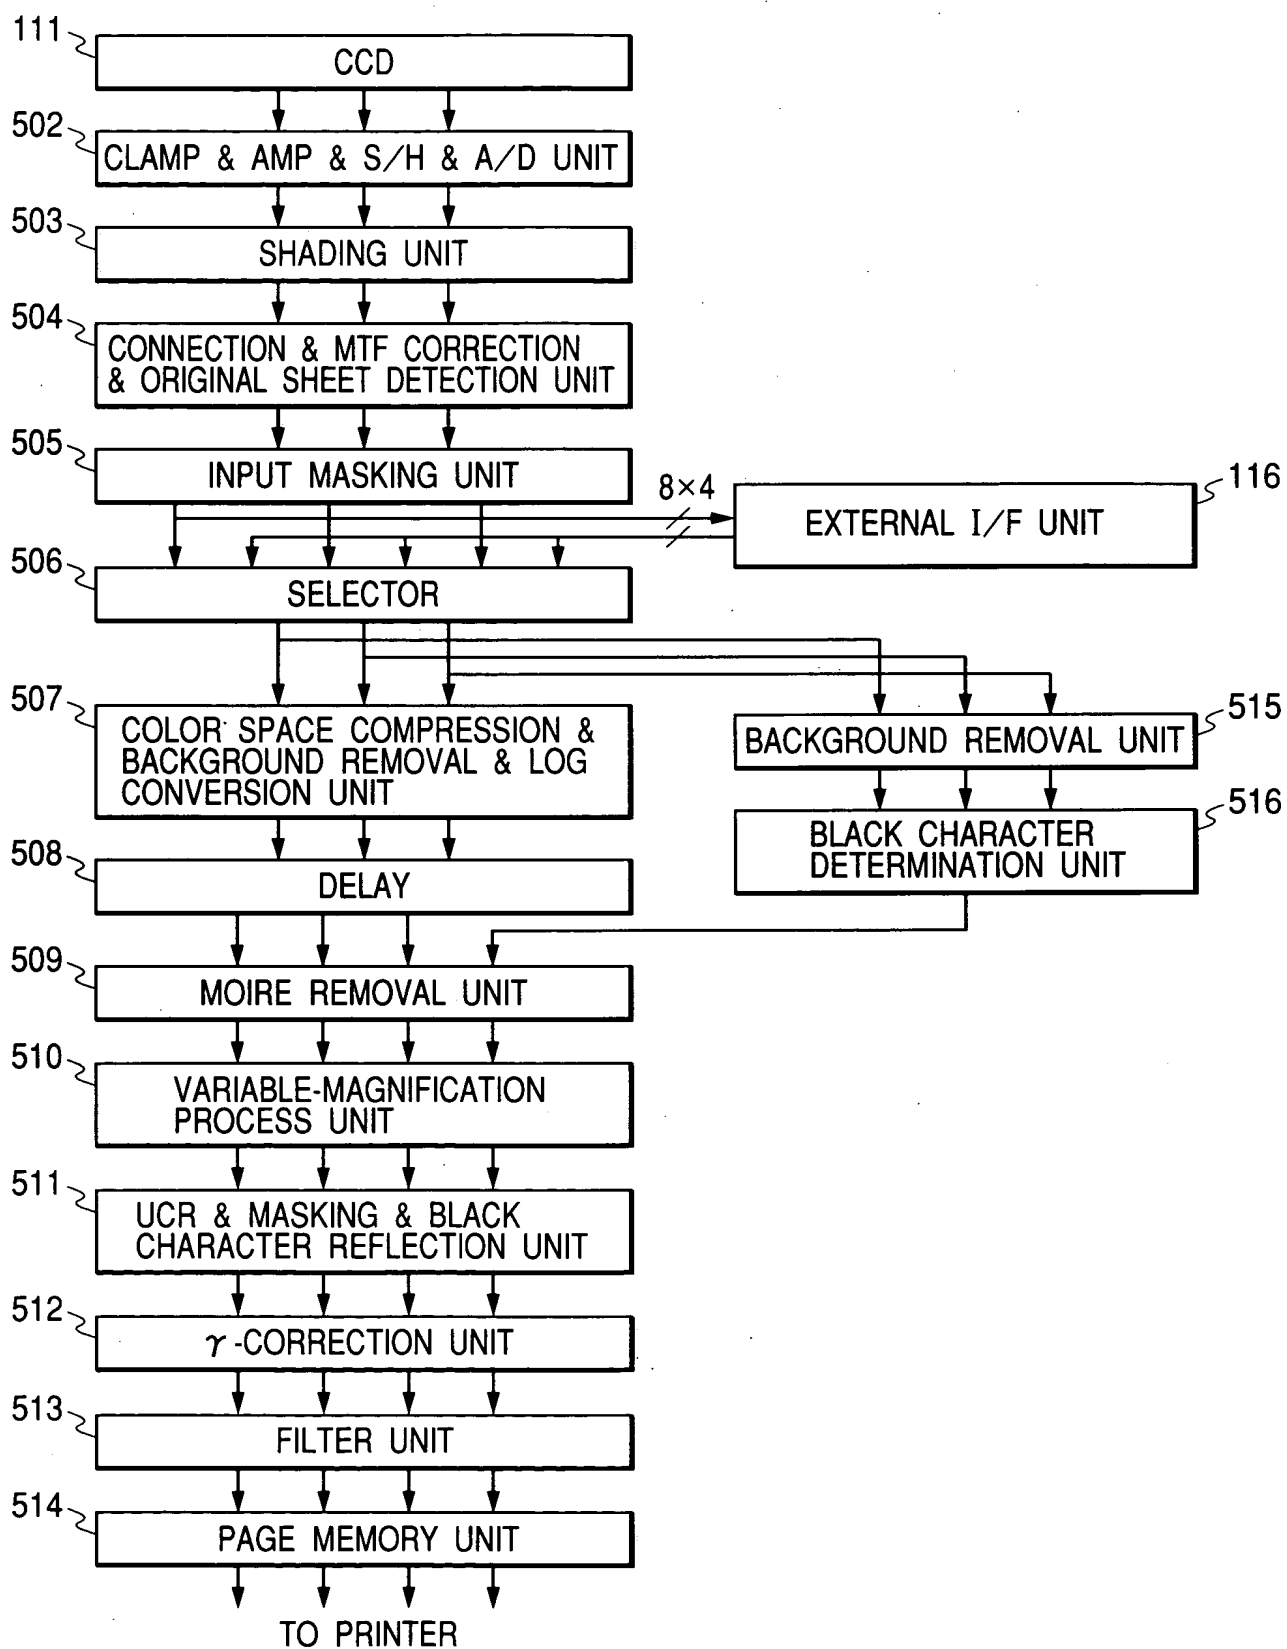 111
CCD
502
CLAMP & AMP & S/H & A/D UNIT
503
SHADING UNIT
504
CONNECTION & MTF CORRECTION
& ORIGINAL SHEET DETECTION UNIT
505
INPUT MASKING UNIT
8×4
116
EXTERNAL I/F UNIT
506
SELECTOR
507
COLOR SPACE COMPRESSION &
BACKGROUND REMOVAL & LOG
CONVERSION UNIT
515
BACKGROUND REMOVAL UNIT
516
BLACK CHARACTER
DETERMINATION UNIT
508
DELAY
509
MOIRE REMOVAL UNIT
510
VARIABLE-MAGNIFICATION
PROCESS UNIT
511
UCR & MASKING & BLACK
CHARACTER REFLECTION UNIT
512
γ-CORRECTION UNIT
513
FILTER UNIT
514
PAGE MEMORY UNIT
TO PRINTER